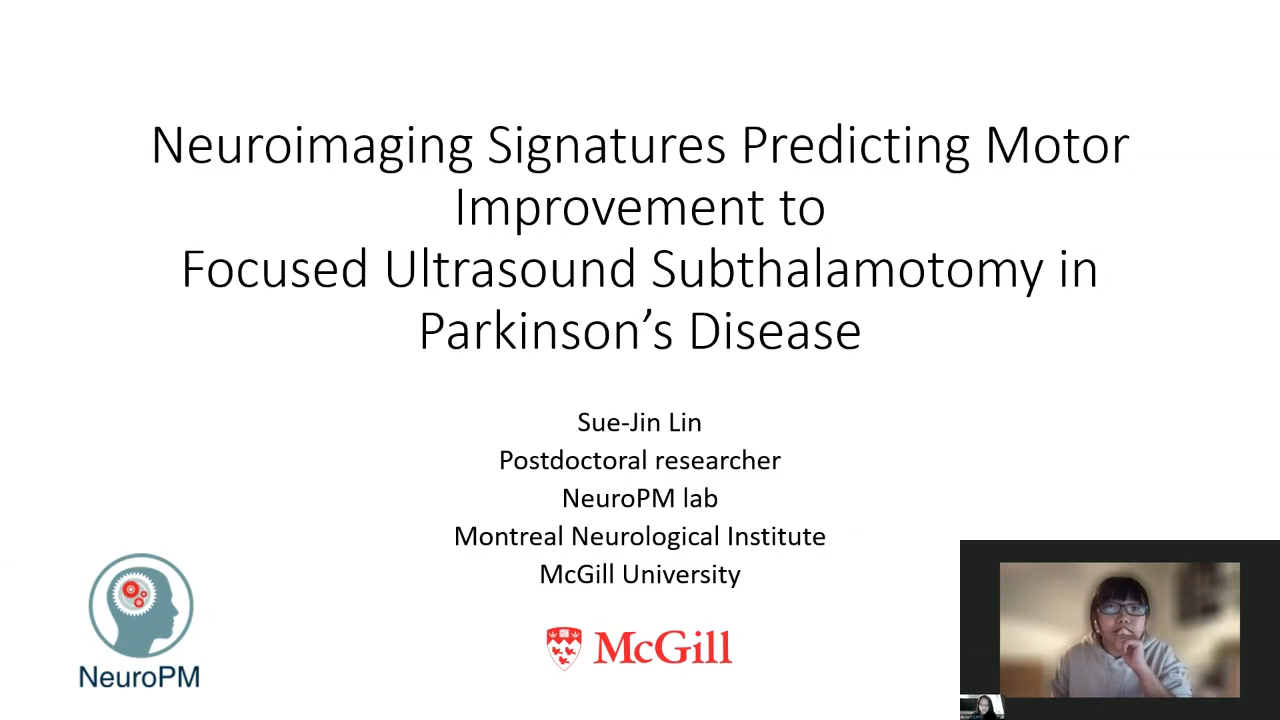 Neuroimaging Signatures Predicting Motor
Improvement to
Focused Ultrasound Subthalamotomy in
Parkinson’s Disease
Sue-Jin Lin
Postdoctoral researcher
NeuroPM lab
Montreal Neurological Institute
McGill University
NeuroPM
McGill